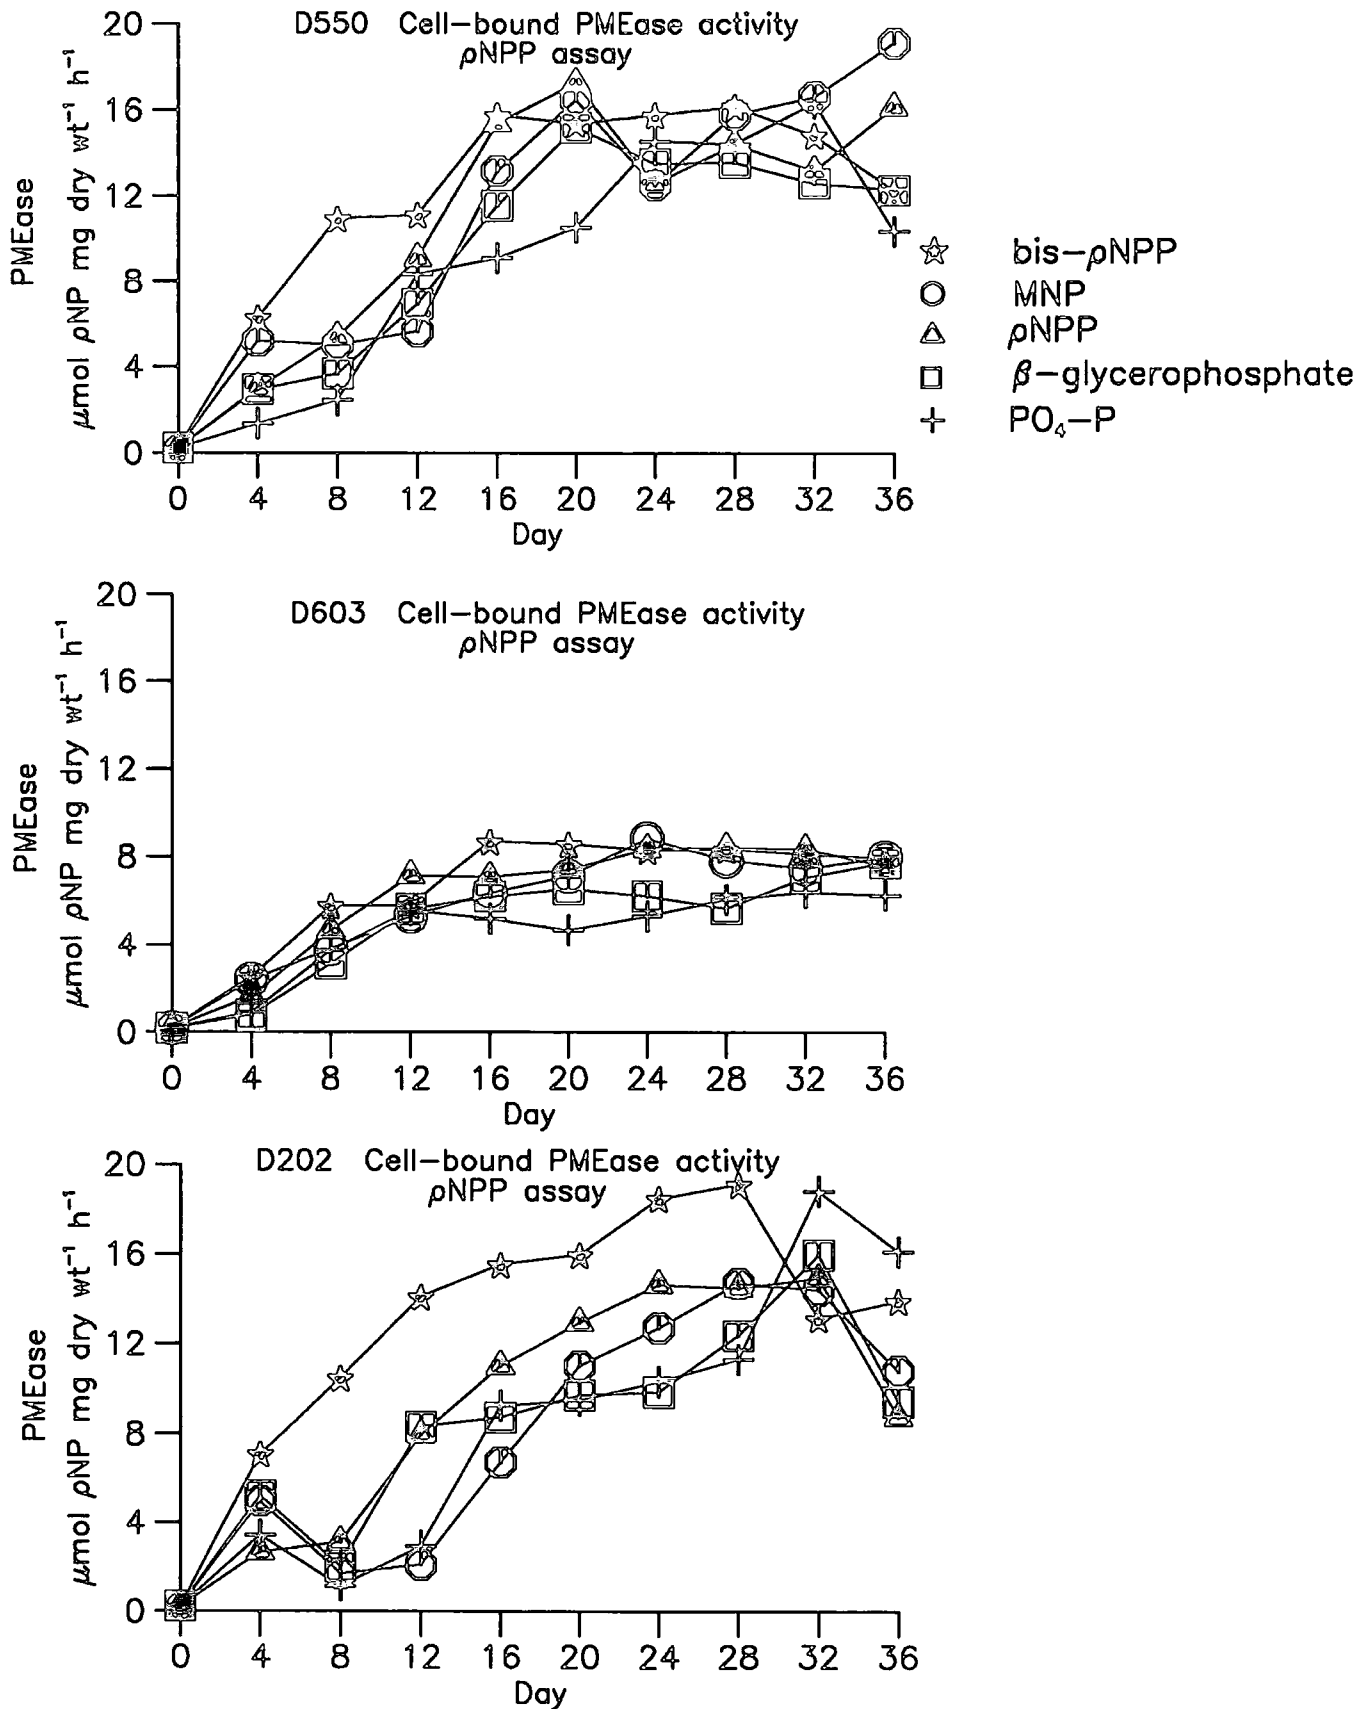 D550 Cell-bound PMEase activity
ρNPP assay
PMEase
μmol ρNP mg dry wt⁻¹ h⁻¹
20
16
12
8
4
0
0 4 8 12 16 20 24 28 32 36
Day
bis-ρNPP
MNP
ρNPP
β-glycerophosphate
PO₄-P
D603 Cell-bound PMEase activity
ρNPP assay
PMEase
μmol ρNP mg dry wt⁻¹ h⁻¹
20
16
12
8
4
0
0 4 8 12 16 20 24 28 32 36
Day
D202 Cell-bound PMEase activity
ρNPP assay
PMEase
μmol ρNP mg dry wt⁻¹ h⁻¹
20
16
12
8
4
0
0 4 8 12 16 20 24 28 32 36
Day